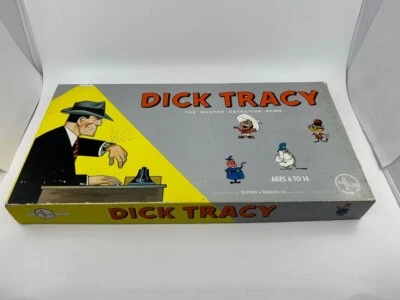 DICK TRACY
THE MASTER DETECTIVE GAME
AGES 6 TO 14
DICK TRACY